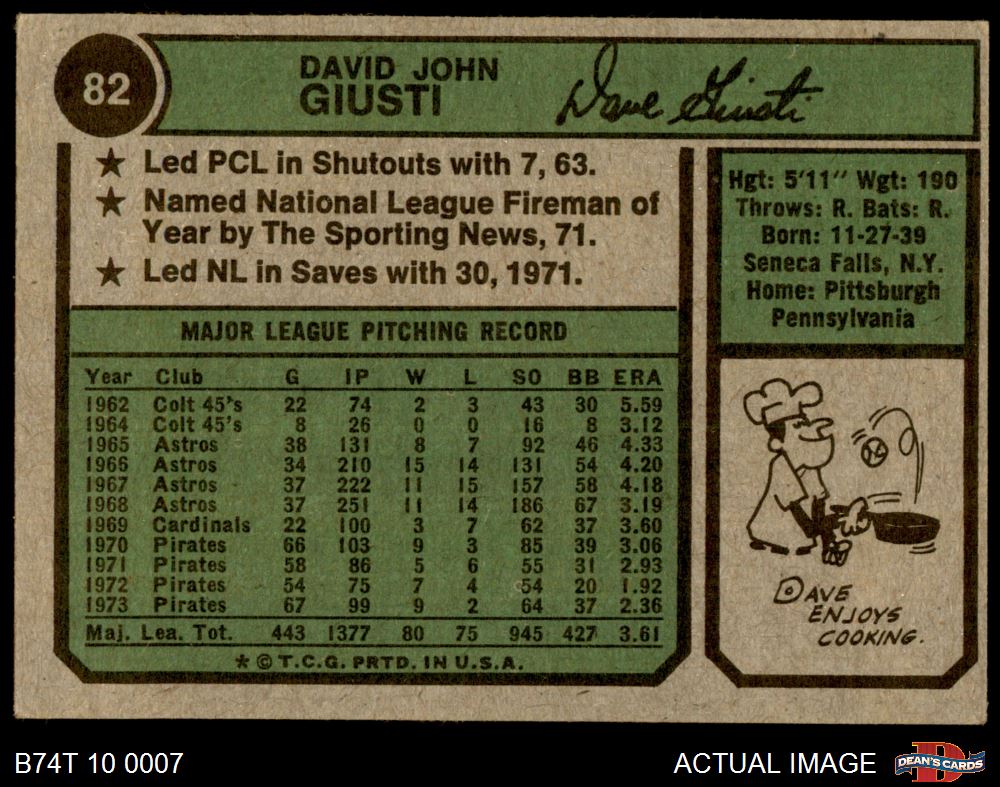 82
DAVID JOHN
GIUSTI
Dave Giusti
★ Led PCL in Shutouts with 7, 63.
★ Named National League Fireman of
Year by The Sporting News, 71.
★ Led NL in Saves with 30, 1971.
Hgt: 5'11" Wgt: 190
Throws: R. Bats: R.
Born: 11-27-39
Seneca Falls, N.Y.
Home: Pittsburgh
Pennsylvania
MAJOR LEAGUE PITCHING RECORD
Year Club G IP W L SO BB ERA
1962 Colt 45's 22 74 2 3 43 30 5.59
1964 Colt 45's 8 26 0 0 16 8 3.12
1965 Astros 38 131 8 7 92 46 4.33
1966 Astros 34 210 15 14 131 54 4.20
1967 Astros 37 222 11 15 157 58 4.18
1968 Astros 37 251 11 14 186 67 3.19
1969 Cardinals 22 100 3 7 62 37 3.60
1970 Pirates 66 103 9 3 85 39 3.06
1971 Pirates 58 86 5 6 55 31 2.93
1972 Pirates 54 75 7 4 54 20 1.92
1973 Pirates 67 99 9 2 64 37 2.36
Maj. Lea. Tot. 443 1377 80 75 945 427 3.61
* © T.C.G. PRTD. IN U.S.A.
DAVE
ENJOYS
COOKING.
B74T 10 0007
ACTUAL IMAGE
D
DEAN'S CARDS